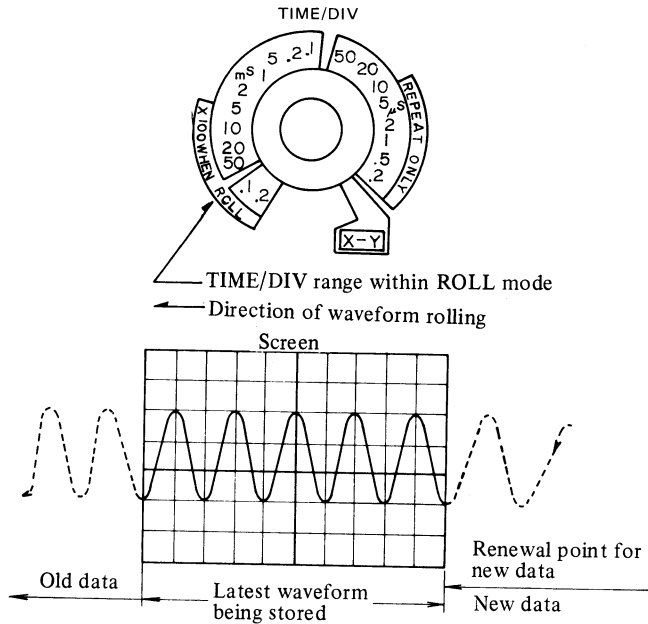 TIME/DIV
.1 .2 .5 1 2 5 10 20 50
mS
50 20 10 5 2 1 .5 .2
μS
.1 .2
X100 WHEN ROLL
REPEAT ONLY
X-Y
TIME/DIV range within ROLL mode
Direction of waveform rolling
Screen
Old data
Latest waveform
being stored
Renewal point for
new data
New data